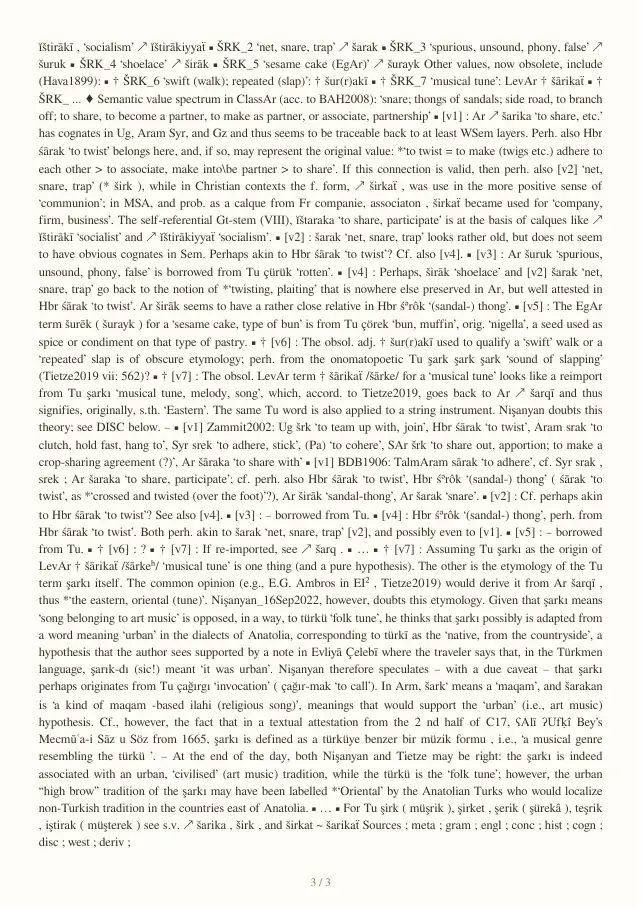 ïštirākī , ‘socialism’ ↗ ïštirākiyyaẗ ▪ ŠRK_2 ‘net, snare, trap’ ↗ šarak ▪ ŠRK_3 ‘spurious, unsound, phony, false’ ↗
šuruk ▪ ŠRK_4 ‘shoelace’ ↗ širāk ▪ ŠRK_5 ‘sesame cake (EgAr)’ ↗ šurayk Other values, now obsolete, include
(Hava1899): ▪ † ŠRK_6 ‘swift (walk); repeated (slap)’: † šur(r)akī ▪ † ŠRK_7 ‘musical tune’: LevAr † šārikaẗ ▪ †
ŠRK_ ... ♦ Semantic value spectrum in ClassAr (acc. to BAH2008): ‘snare; thongs of sandals; side road, to branch
off; to share, to become a partner, to make as partner, or associate, partnership’ ▪ [v1] : Ar ↗ šarika ‘to share, etc.’
has cognates in Ug, Aram Syr, and Gz and thus seems to be traceable back to at least WSem layers. Perh. also Hbr
śārak ‘to twist’ belongs here, and, if so, may represent the original value: *‘to twist = to make (twigs etc.) adhere to
each other > to associate, make into\be partner > to share’. If this connection is valid, then perh. also [v2] ‘net,
snare, trap’ (* širk ), while in Christian contexts the f. form, ↗ širkaẗ , was use in the more positive sense of
‘communion’; in MSA, and prob. as a calque from Fr companie, associaton , širkaẗ became used for ‘company,
firm, business’. The self-referential Gt-stem (VIII), ïštaraka ‘to share, participate’ is at the basis of calques like ↗
ïštirākī ‘socialist’ and ↗ ïštirākiyyaẗ ‘socialism’. ▪ [v2] : šarak ‘net, snare, trap’ looks rather old, but does not seem
to have obvious cognates in Sem. Perhaps akin to Hbr śārak ‘to twist’? Cf. also [v4]. ▪ [v3] : Ar šuruk ‘spurious,
unsound, phony, false’ is borrowed from Tu çürük ‘rotten’. ▪ [v4] : Perhaps, širāk ‘shoelace’ and [v2] šarak ‘net,
snare, trap’ go back to the notion of *‘twisting, plaiting’ that is nowhere else preserved in Ar, but well attested in
Hbr śārak ‘to twist’. Ar širāk seems to have a rather close relative in Hbr śᵊrôk ‘(sandal-) thong’. ▪ [v5] : The EgAr
term šurēk ( šurayk ) for a ‘sesame cake, type of bun’ is from Tu çörek ‘bun, muffin’, orig. ‘nigella’, a seed used as
spice or condiment on that type of pastry. ▪ † [v6] : The obsol. adj. † šur(r)akī used to qualify a ‘swift’ walk or a
‘repeated’ slap is of obscure etymology; perh. from the onomatopoetic Tu şark şark şark ‘sound of slapping’
(Tietze2019 vii: 562)? ▪ † [v7] : The obsol. LevAr term † šārikaẗ /šārke/ for a ‘musical tune’ looks like a reimport
from Tu şarkı ‘musical tune, melody, song’, which, accord. to Tietze2019, goes back to Ar ↗ šarqī and thus
signifies, originally, s.th. ‘Eastern’. The same Tu word is also applied to a string instrument. Nişanyan doubts this
theory; see DISC below. – ▪ [v1] Zammit2002: Ug šrk ‘to team up with, join’, Hbr śārak ‘to twist’, Aram srak ‘to
clutch, hold fast, hang to’, Syr srek ‘to adhere, stick’, (Pa) ‘to cohere’, SAr šrk ‘to share out, apportion; to make a
crop-sharing agreement (?)’, Ar šāraka ‘to share with’ ▪ [v1] BDB1906: TalmAram sārak ‘to adhere’, cf. Syr srak ,
srek ; Ar šaraka ‘to share, participate’; cf. perh. also Hbr śārak ‘to twist’, Hbr śᵊrôk ‘(sandal-) thong’ ( śārak ‘to
twist’, as *‘crossed and twisted (over the foot)’?), Ar širāk ‘sandal-thong’, Ar šarak ‘snare’. ▪ [v2] : Cf. perhaps akin
to Hbr śārak ‘to twist’? See also [v4]. ▪ [v3] : – borrowed from Tu. ▪ [v4] : Hbr śᵊrôk ‘(sandal-) thong’, perh. from
Hbr śārak ‘to twist’. Both perh. akin to šarak ‘net, snare, trap’ [v2], and possibly even to [v1]. ▪ [v5] : – borrowed
from Tu. ▪ † [v6] : ? ▪ † [v7] : If re-imported, see ↗ šarq . ▪ … ▪ † [v7] : Assuming Tu şarkı as the origin of
LevAr † šārikaẗ /šārkeʰ/ ‘musical tune’ is one thing (and a pure hypothesis). The other is the etymology of the Tu
term şarkı itself. The common opinion (e.g., E.G. Ambros in EI² , Tietze2019) would derive it from Ar šarqī ,
thus *‘the eastern, oriental (tune)’. Nişanyan_16Sep2022, however, doubts this etymology. Given that şarkı means
‘song belonging to art music’ is opposed, in a way, to türkü ‘folk tune’, he thinks that şarkı possibly is adapted from
a word meaning ‘urban’ in the dialects of Anatolia, corresponding to türkī as the ‘native, from the countryside’, a
hypothesis that the author sees supported by a note in Evliyā Çelebī where the traveler says that, in the Türkmen
language, şarık-dı (sic!) meant ‘it was urban’. Nişanyan therefore speculates – with a due caveat – that şarkı
perhaps originates from Tu çağırgı ‘invocation’ ( çağır-mak ‘to call’). In Arm, šark‘ means a ‘maqam’, and šarakan
is ‘a kind of maqam -based ilahi (religious song)’, meanings that would support the ‘urban’ (i.e., art music)
hypothesis. Cf., however, the fact that in a textual attestation from the 2 nd half of C17, ʕAlī ʔUfḳī Bey’s
Mecmūʿa-i Sāz u Söz from 1665, şarkı is defined as a türküye benzer bir müzik formu , i.e., ‘a musical genre
resembling the türkü ’. – At the end of the day, both Nişanyan and Tietze may be right: the şarkı is indeed
associated with an urban, ‘civilised’ (art music) tradition, while the türkü is the ‘folk tune’; however, the urban
“high brow” tradition of the şarkı may have been labelled *‘Oriental’ by the Anatolian Turks who would localize
non-Turkish tradition in the countries east of Anatolia. ▪ … ▪ For Tu şirk ( müşrik ), şirket , şerik ( şürekâ ), teşrik
, iştirak ( müşterek ) see s.v. ↗ šarika , širk , and širkat ~ šarikaẗ Sources ; meta ; gram ; engl ; conc ; hist ; cogn ;
disc ; west ; deriv ;
3 / 3